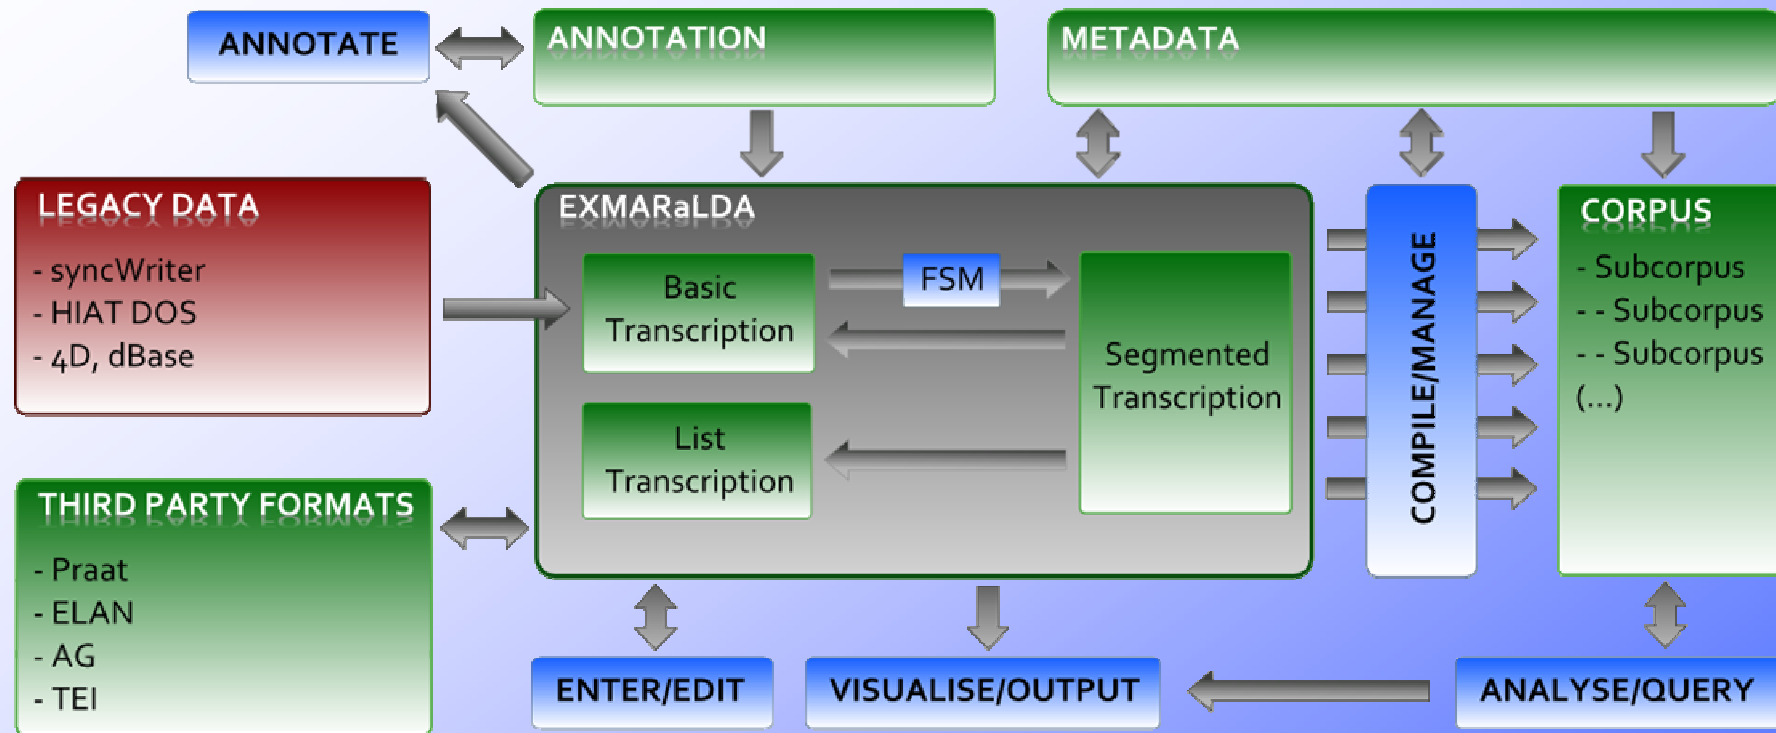 ANNOTATE
ANNOTATION
METADATA
LEGACY DATA
- syncWriter
- HIAT DOS
- 4D, dBase
THIRD PARTY FORMATS
- Praat
- ELAN
- AG
- TEI
EXMARaLDA
Basic
Transcription
FSM
List
Transcription
Segmented
Transcription
COMPILE/MANAGE
CORPUS
- Subcorpus
- - Subcorpus
- - Subcorpus
(...)
ENTER/EDIT
VISUALISE/OUTPUT
ANALYSE/QUERY